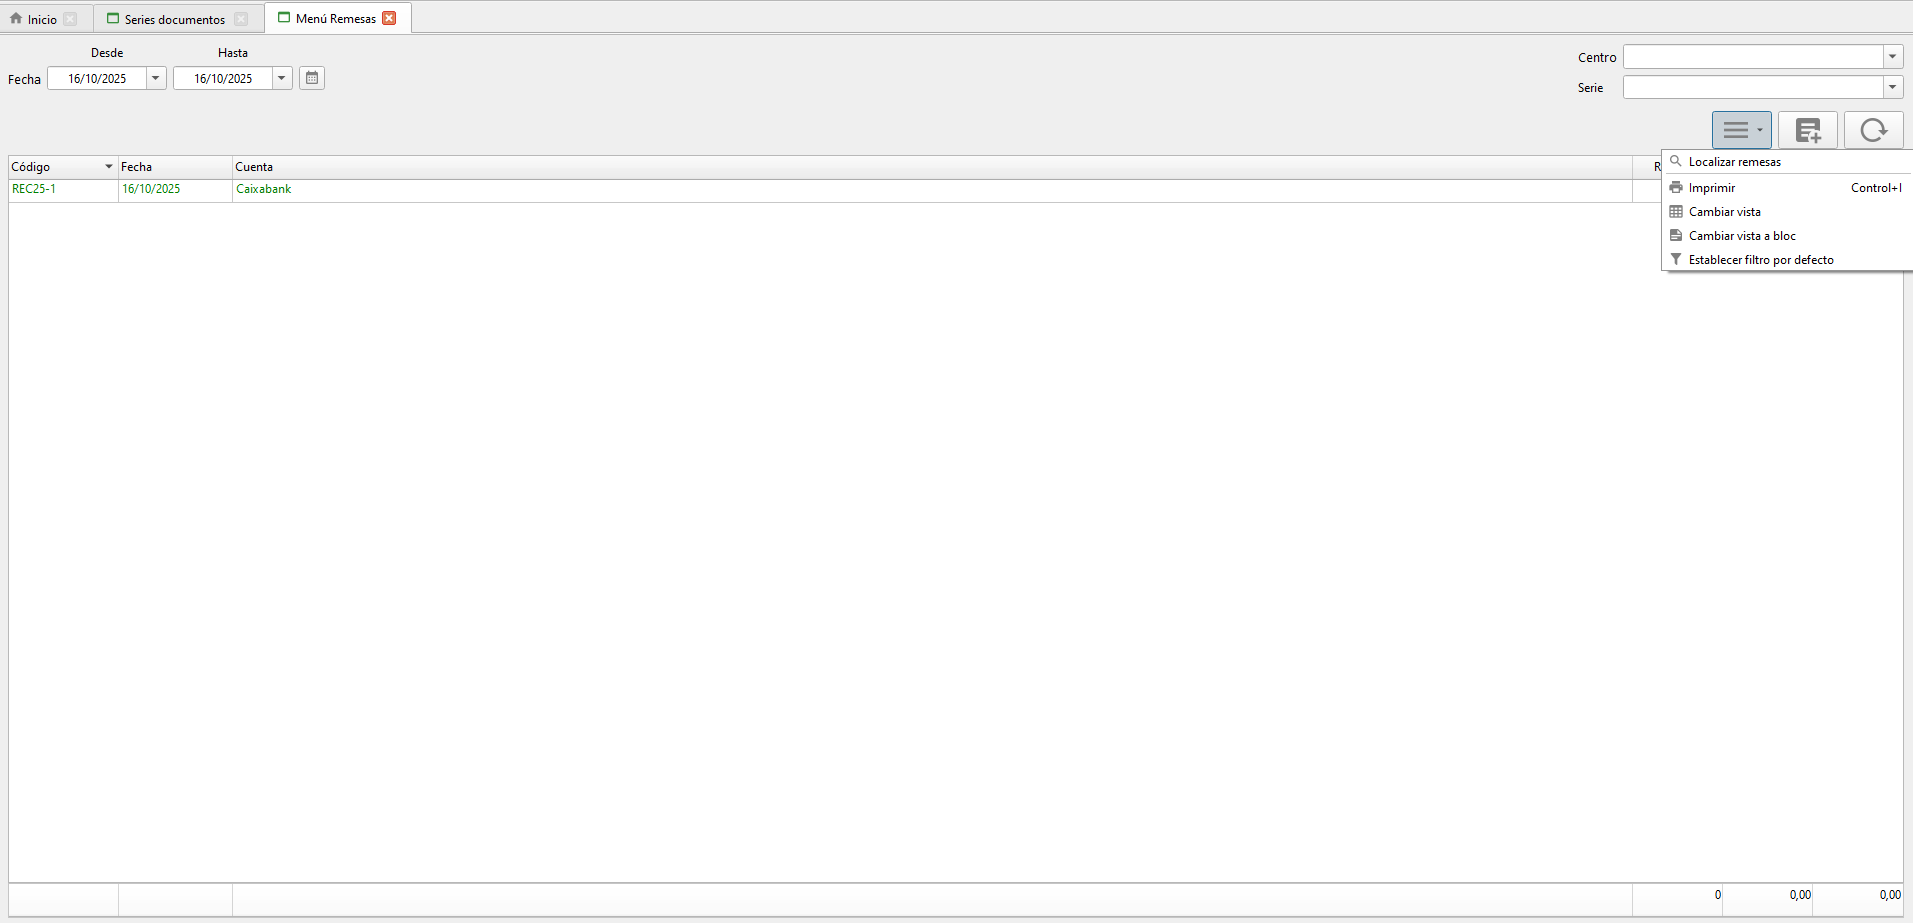 Inicio
Series documentos
Menú Remesas
Desde
Hasta
Fecha
16/10/2025
16/10/2025
Centro
Serie
Código
Fecha
Cuenta
R
REC25-1
16/10/2025
Caixabank
Localizar remesas
Imprimir
Control+I
Cambiar vista
Cambiar vista a bloc
Establecer filtro por defecto
0
0,00
0,00